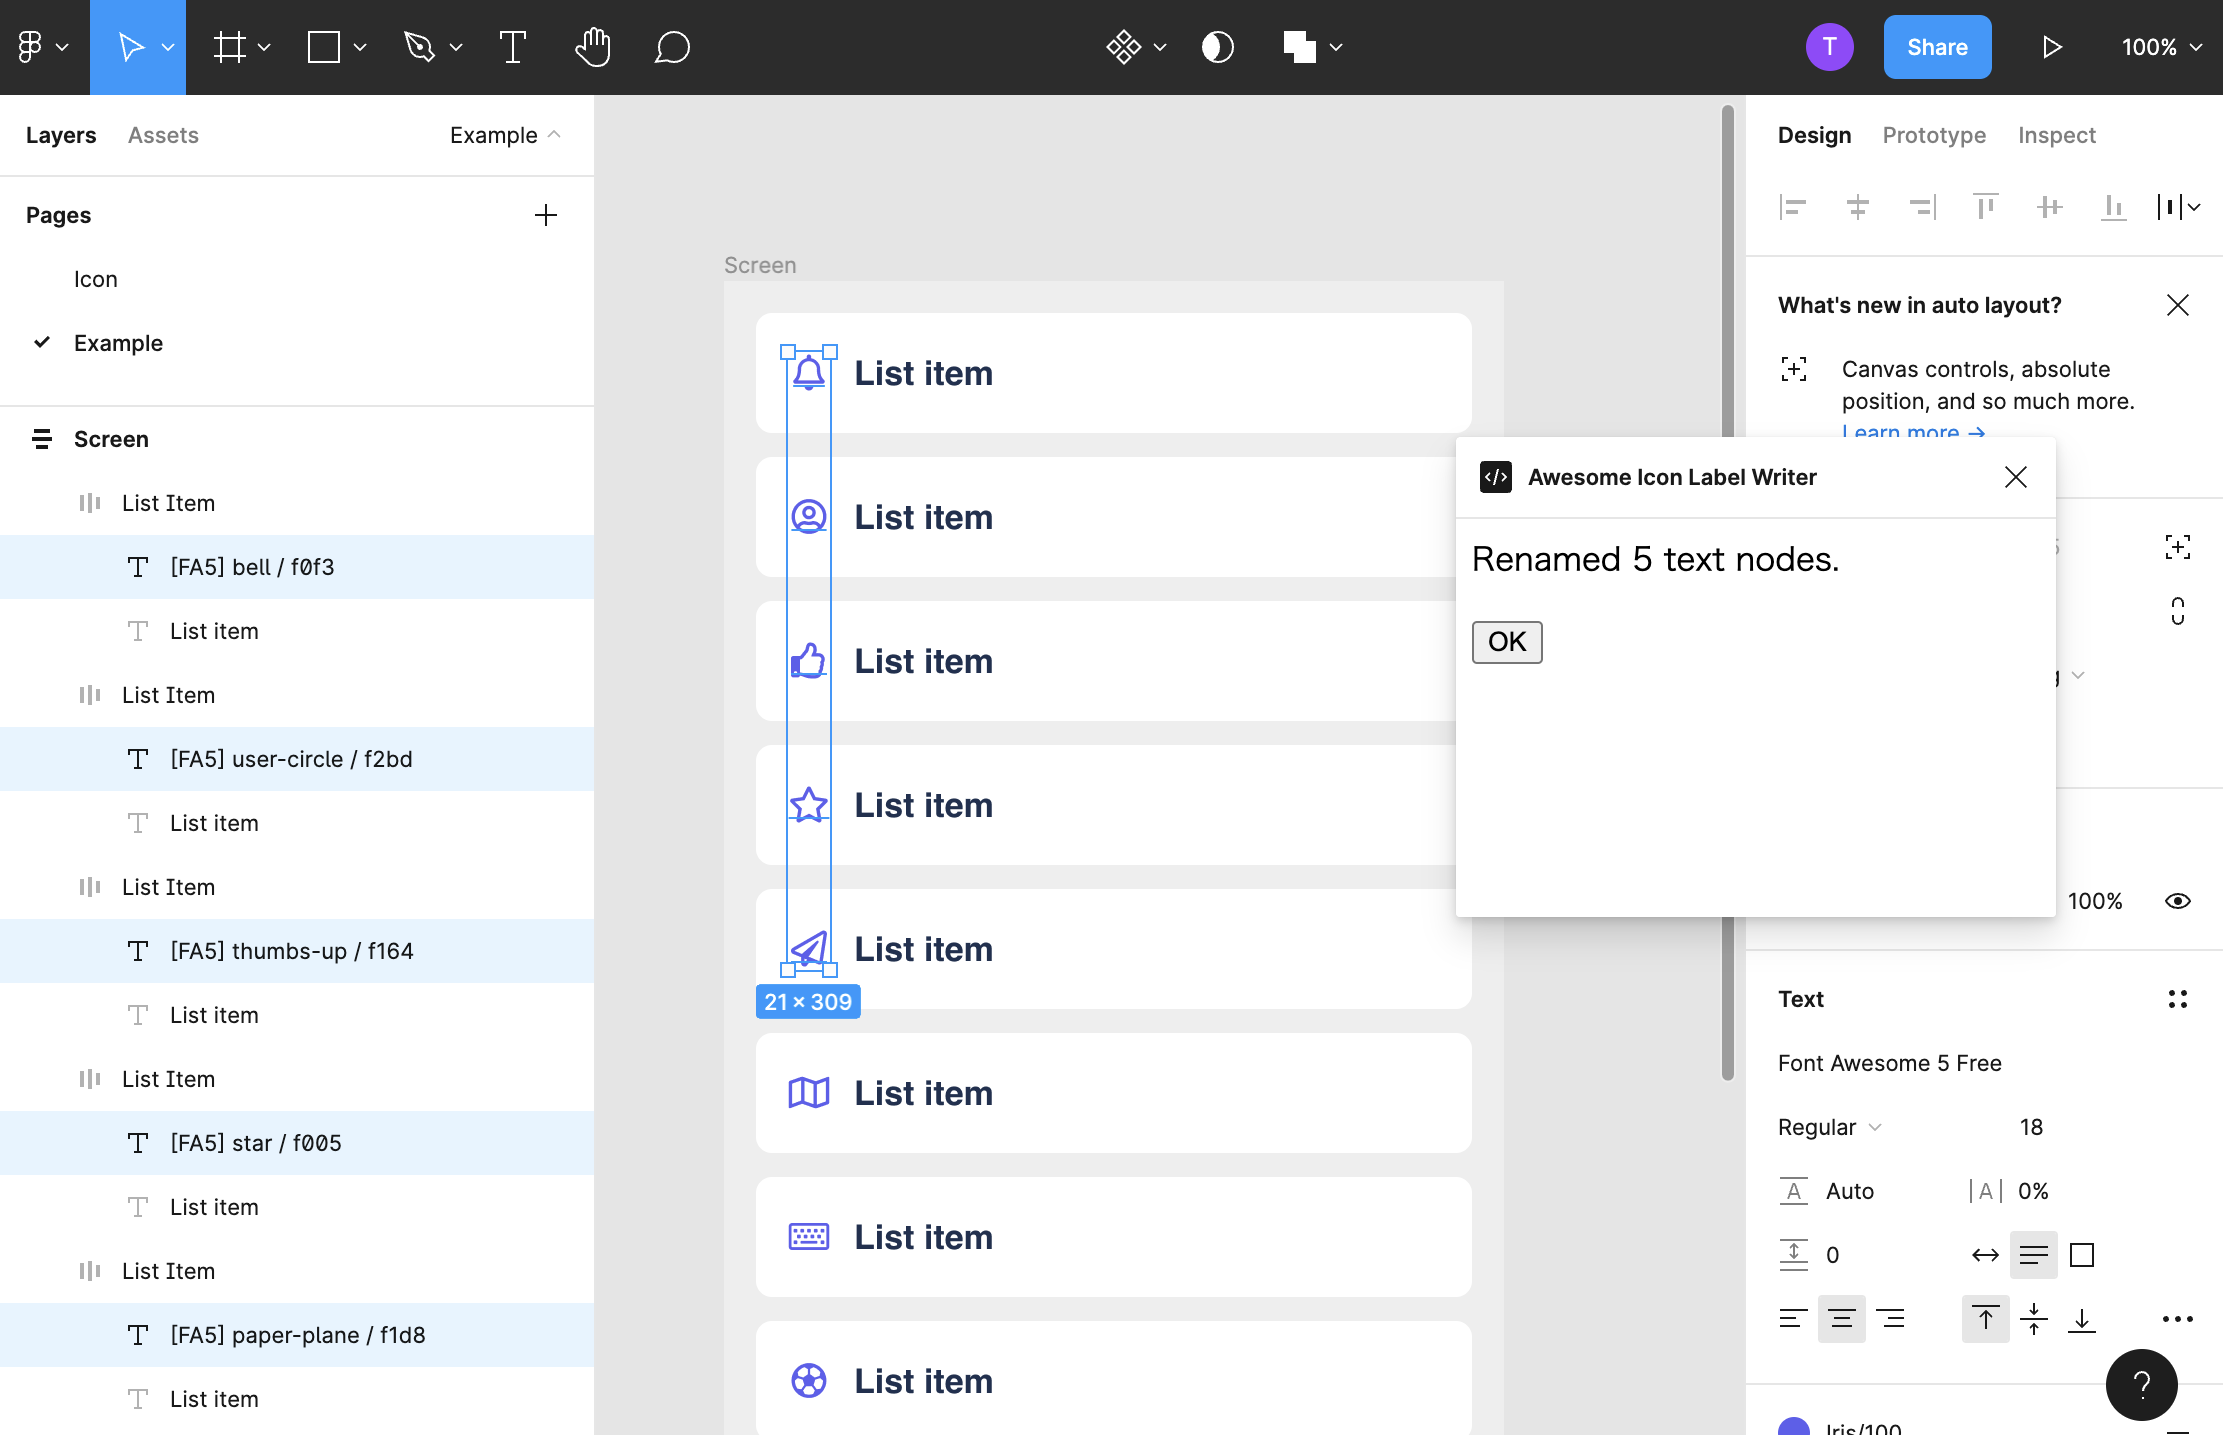 T
Share
100%
Layers
Assets
Example
Pages
Icon
Example
Screen
List Item
[FA5] bell / f0f3
List item
List Item
[FA5] user-circle / f2bd
List item
List Item
[FA5] thumbs-up / f164
List item
List Item
[FA5] star / f005
List item
List Item
[FA5] paper-plane / f1d8
List item
Screen
List item
List item
List item
List item
List item
21 × 309
List item
List item
List item
Awesome Icon Label Writer
Renamed 5 text nodes.
OK
Design
Prototype
Inspect
What's new in auto layout?
Canvas controls, absolute
position, and so much more.
Learn more →
100%
Text
Font Awesome 5 Free
Regular
18
Auto
0%
0
?
Iris/100